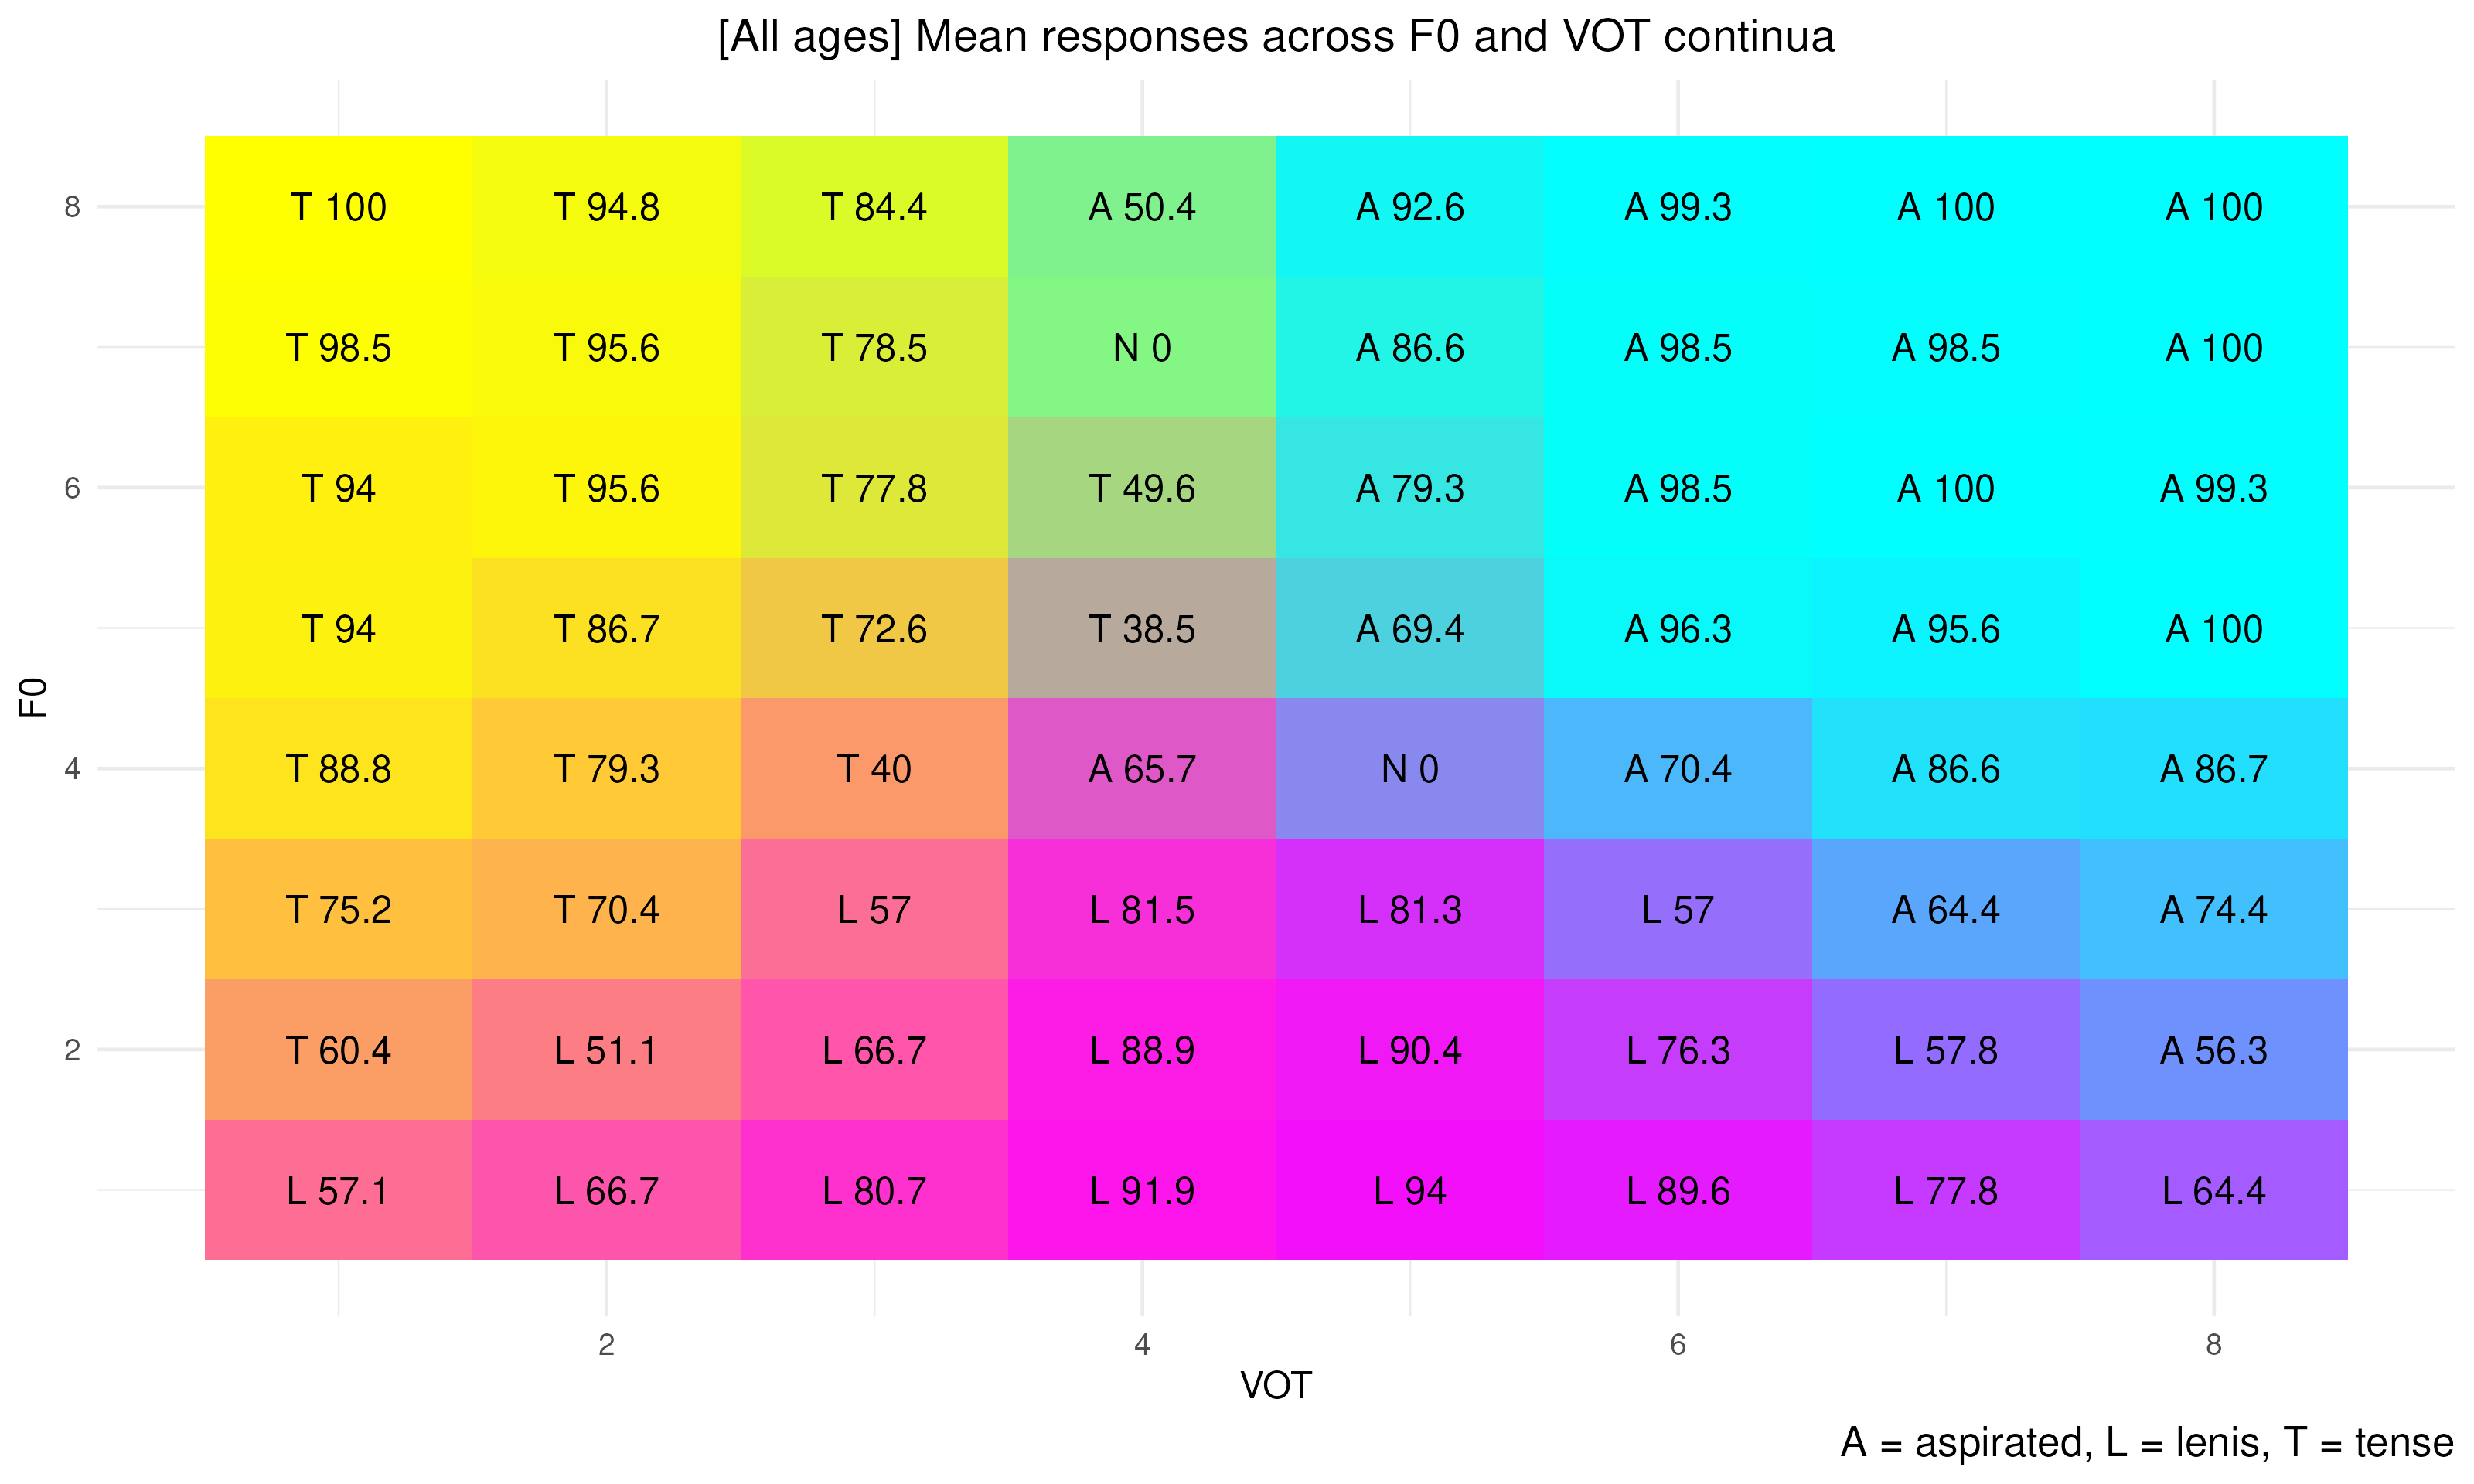 [All ages] Mean responses across F0 and VOT continua
8 T 100 T 94.8 T 84.4 A 50.4 A 92.6 A 99.3 A 100 A 100
T 98.5 T 95.6 T 78.5 N 0 A 86.6 A 98.5 A 98.5 A 100
6 T 94 T 95.6 T 77.8 T 49.6 A 79.3 A 98.5 A 100 A 99.3
T 94 T 86.7 T 72.6 T 38.5 A 69.4 A 96.3 A 95.6 A 100
F0
4 T 88.8 T 79.3 T 40 A 65.7 N 0 A 70.4 A 86.6 A 86.7
T 75.2 T 70.4 L 57 L 81.5 L 81.3 L 57 A 64.4 A 74.4
2 T 60.4 L 51.1 L 66.7 L 88.9 L 90.4 L 76.3 L 57.8 A 56.3
L 57.1 L 66.7 L 80.7 L 91.9 L 94 L 89.6 L 77.8 L 64.4
2 4 6 8
VOT
A = aspirated, L = lenis, T = tense